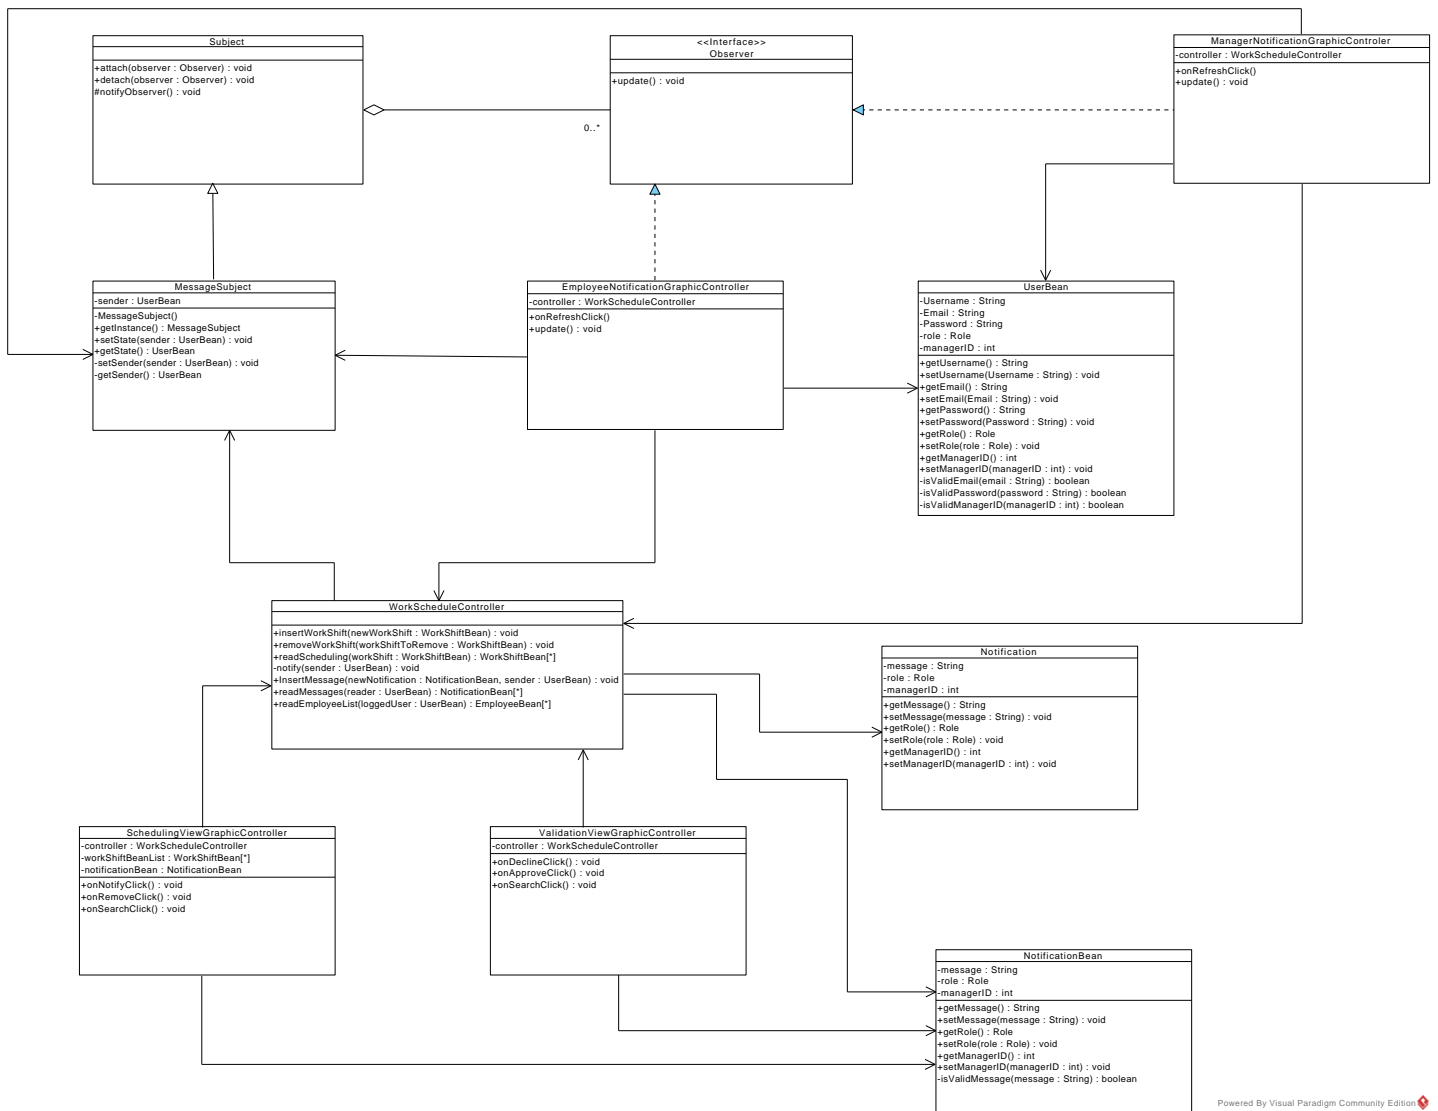 Subject
+attach(observer : Observer) : void
+detach(observer : Observer) : void
#notifyObserver() : void
<<Interface>>
Observer
+update() : void
0..*
ManagerNotificationGraphicControler
-controller : WorkScheduleController
+onRefreshClick()
+update() : void
MessageSubject
-sender : UserBean
-MessageSubject()
+getInstance() : MessageSubject
+setState(sender : UserBean) : void
+getState() : UserBean
-setSender(sender : UserBean) : void
-getSender() : UserBean
EmployeeNotificationGraphicController
-controller : WorkScheduleController
+onRefreshClick()
+update() : void
UserBean
-Username : String
-Email : String
-Password : String
-role : Role
-managerID : int
+getUsername() : String
+setUsername(Username : String) : void
+getEmail() : String
+setEmail(Email : String) : void
+getPassword() : String
+setPassword(Password : String) : void
+getRole() : Role
+setRole(role : Role) : void
+getManagerID() : int
+setManagerID(managerID : int) : void
-isValidEmail(email : String) : boolean
-isValidPassword(password : String) : boolean
-isValidManagerID(managerID : int) : boolean
WorkScheduleController
+insertWorkShift(newWorkShift : WorkShiftBean) : void
+removeWorkShift(workShiftToRemove : WorkShiftBean) : void
+readScheduling(workShift : WorkShiftBean) : WorkShiftBean[*]
-notify(sender : UserBean) : void
+InsertMessage(newNotification : NotificationBean, sender : UserBean) : void
+readMessages(reader : UserBean) : NotificationBean[*]
+readEmployeeList(loggedUser : UserBean) : EmployeeBean[*]
Notification
-message : String
-role : Role
-managerID : int
+getMessage() : String
+setMessage(message : String) : void
+getRole() : Role
+setRole(role : Role) : void
+getManagerID() : int
+setManagerID(managerID : int) : void
SchedulingViewGraphicController
-controller : WorkScheduleController
-workShiftBeanList : WorkShiftBean[*]
-notificationBean : NotificationBean
+onNotifyClick() : void
+onRemoveClick() : void
+onSearchClick() : void
ValidationViewGraphicController
-controller : WorkScheduleController
+onDeclineClick() : void
+onApproveClick() : void
+onSearchClick() : void
NotificationBean
-message : String
-role : Role
-managerID : int
+getMessage() : String
+setMessage(message : String) : void
+getRole() : Role
+setRole(role : Role) : void
+getManagerID() : int
+setManagerID(managerID : int) : void
-isValidMessage(message : String) : boolean
Powered By Visual Paradigm Community Edition